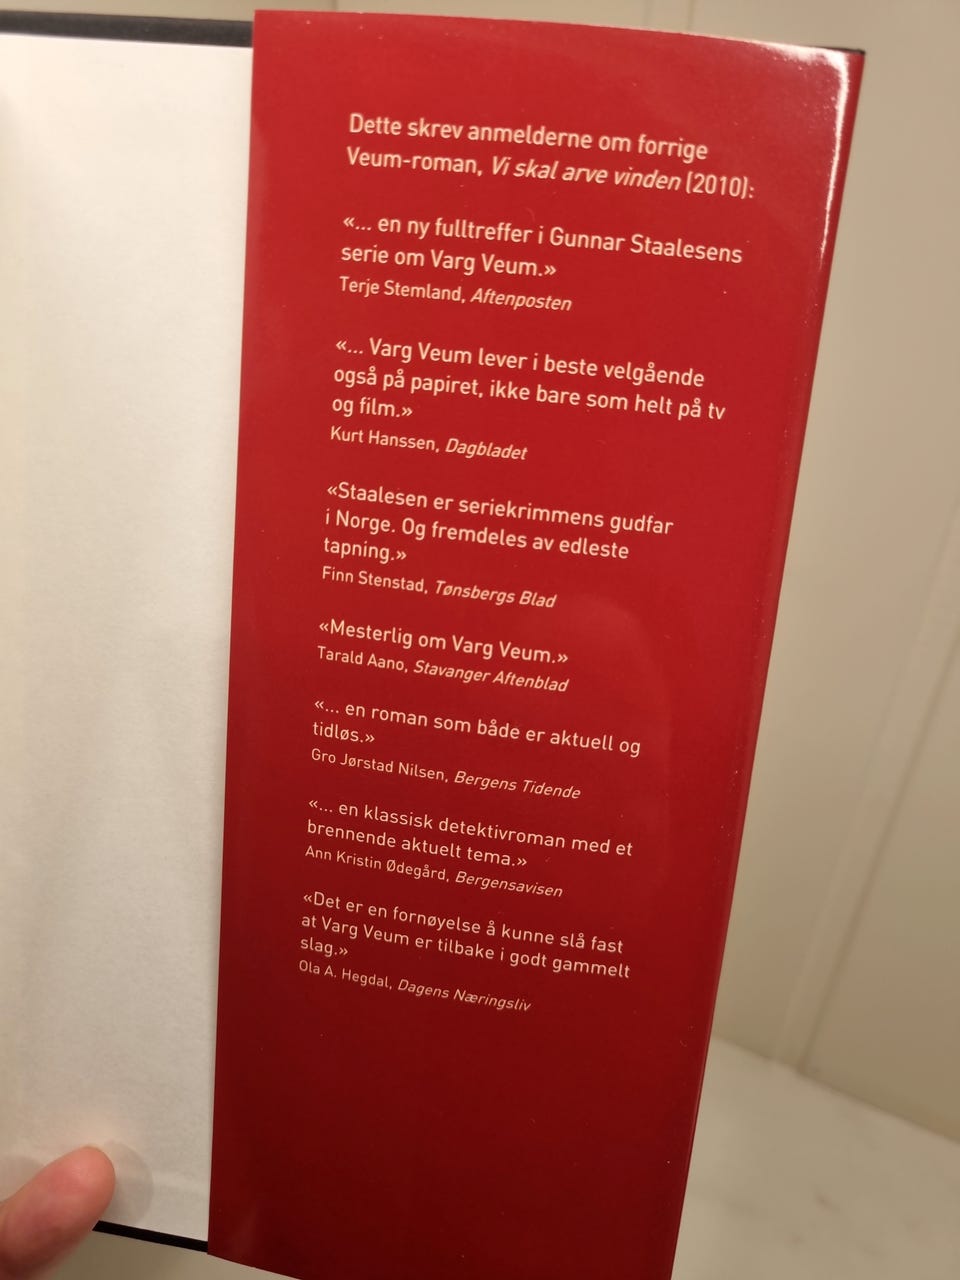 Dette skrev anmelderne om forrige
Veum-roman, Vi skal arve vinden (2010):
«... en ny fulltreffer i Gunnar Staalesens
serie om Varg Veum.»
Terje Stemland, Aftenposten
«... Varg Veum lever i beste velgående
også på papiret, ikke bare som helt på tv
og film.»
Kurt Hanssen, Dagbladet
«Staalesen er seriekrimmens gudfar
i Norge. Og fremdeles av edleste
tapning.»
Finn Stenstad, Tønsbergs Blad
«Mesterlig om Varg Veum.»
Tarald Aano, Stavanger Aftenblad
«... en roman som både er aktuell og
tidløs.»
Gro Jørstad Nilsen, Bergens Tidende
«... en klassisk detektivroman med et
brennende aktuelt tema.»
Ann Kristin Ødegård, Bergensavisen
«Det er en fornøyelse å kunne slå fast
at Varg Veum er tilbake i godt gammelt
slag.»
Ola A. Hegdal, Dagens Næringsliv